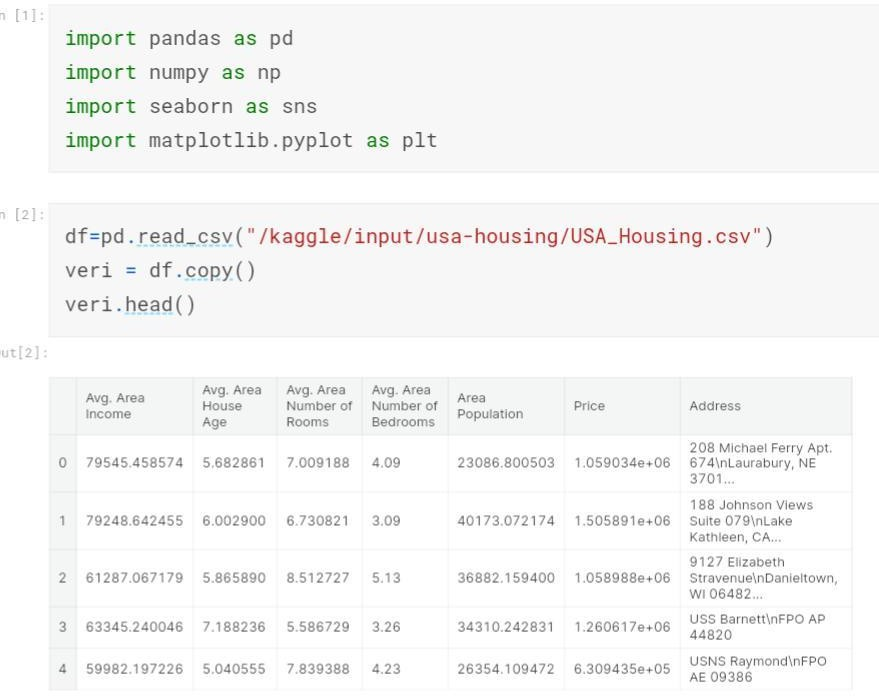 n [1]:
import pandas as pd
import numpy as np
import seaborn as sns
import matplotlib.pyplot as plt
n [2]:
df=pd.read_csv("/kaggle/input/usa-housing/USA_Housing.csv")
veri = df.copy()
veri.head()
ut[2]:
Avg. Area Income Avg. Area House Age Avg. Area Number of Rooms Avg. Area Number of Bedrooms Area Population Price Address
0 79545.458574 5.682861 7.009188 4.09 23086.800503 1.059034e+06 208 Michael Ferry Apt. 674\nLaurabury, NE 3701...
1 79248.642455 6.002900 6.730821 3.09 40173.072174 1.505891e+06 188 Johnson Views Suite 079\nLake Kathleen, CA...
2 61287.067179 5.865890 8.512727 5.13 36882.159400 1.058988e+06 9127 Elizabeth Stravenue\nDanieltown, WI 06482...
3 63345.240046 7.188236 5.586729 3.26 34310.242831 1.260617e+06 USS Barnett\nFPO AP 44820
4 59982.197226 5.040555 7.839388 4.23 26354.109472 6.309435e+05 USNS Raymond\nFPO AE 09386